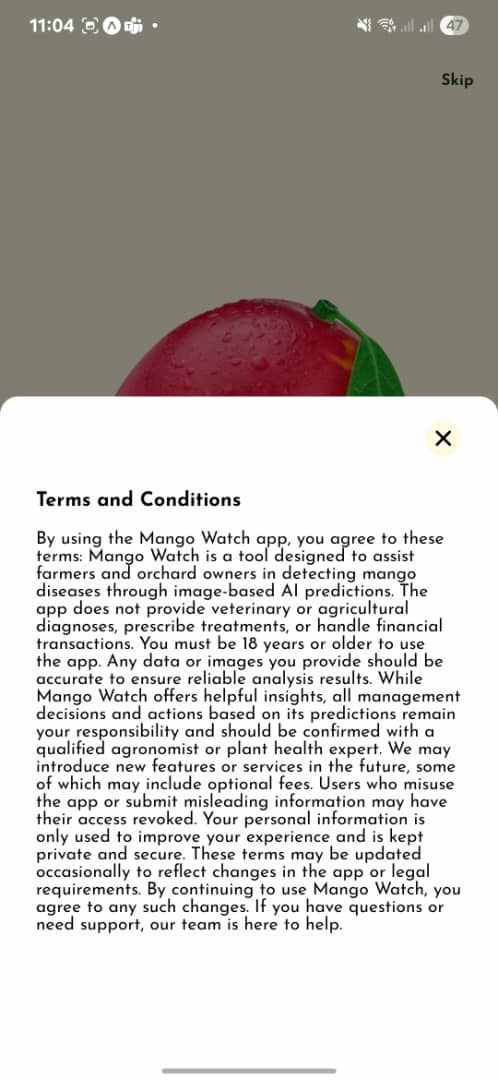 11:04
47
Skip
Terms and Conditions
By using the Mango Watch app, you agree to these
terms: Mango Watch is a tool designed to assist
farmers and orchard owners in detecting mango
diseases through image-based AI predictions. The
app does not provide veterinary or agricultural
diagnoses, prescribe treatments, or handle financial
transactions. You must be 18 years or older to use
the app. Any data or images you provide should be
accurate to ensure reliable analysis results. While
Mango Watch offers helpful insights, all management
decisions and actions based on its predictions remain
your responsibility and should be confirmed with a
qualified agronomist or plant health expert. We may
introduce new features or services in the future, some
of which may include optional fees. Users who misuse
the app or submit misleading information may have
their access revoked. Your personal information is
only used to improve your experience and is kept
private and secure. These terms may be updated
occasionally to reflect changes in the app or legal
requirements. By continuing to use Mango Watch, you
agree to any such changes. If you have questions or
need support, our team is here to help.